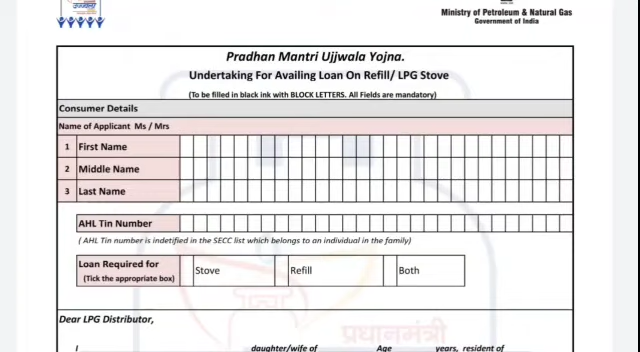 उज्ज्वला
Ministry of Petroleum & Natural Gas
Government of India
Pradhan Mantri Ujjwala Yojna.
Undertaking For Availing Loan On Refill/ LPG Stove
(To be filled in black ink with BLOCK LETTERS. All Fields are mandatory)
Consumer Details
Name of Applicant Ms / Mrs
1 First Name
2 Middle Name
3 Last Name
AHL Tin Number
( AHL Tin number is indetified in the SECC list which belongs to an individual in the family)
Loan Required for
(Tick the appropriate box)
Stove Refill Both
Dear LPG Distributor,
प्रधानमंत्री
I daughter/wife of Age years, resident of